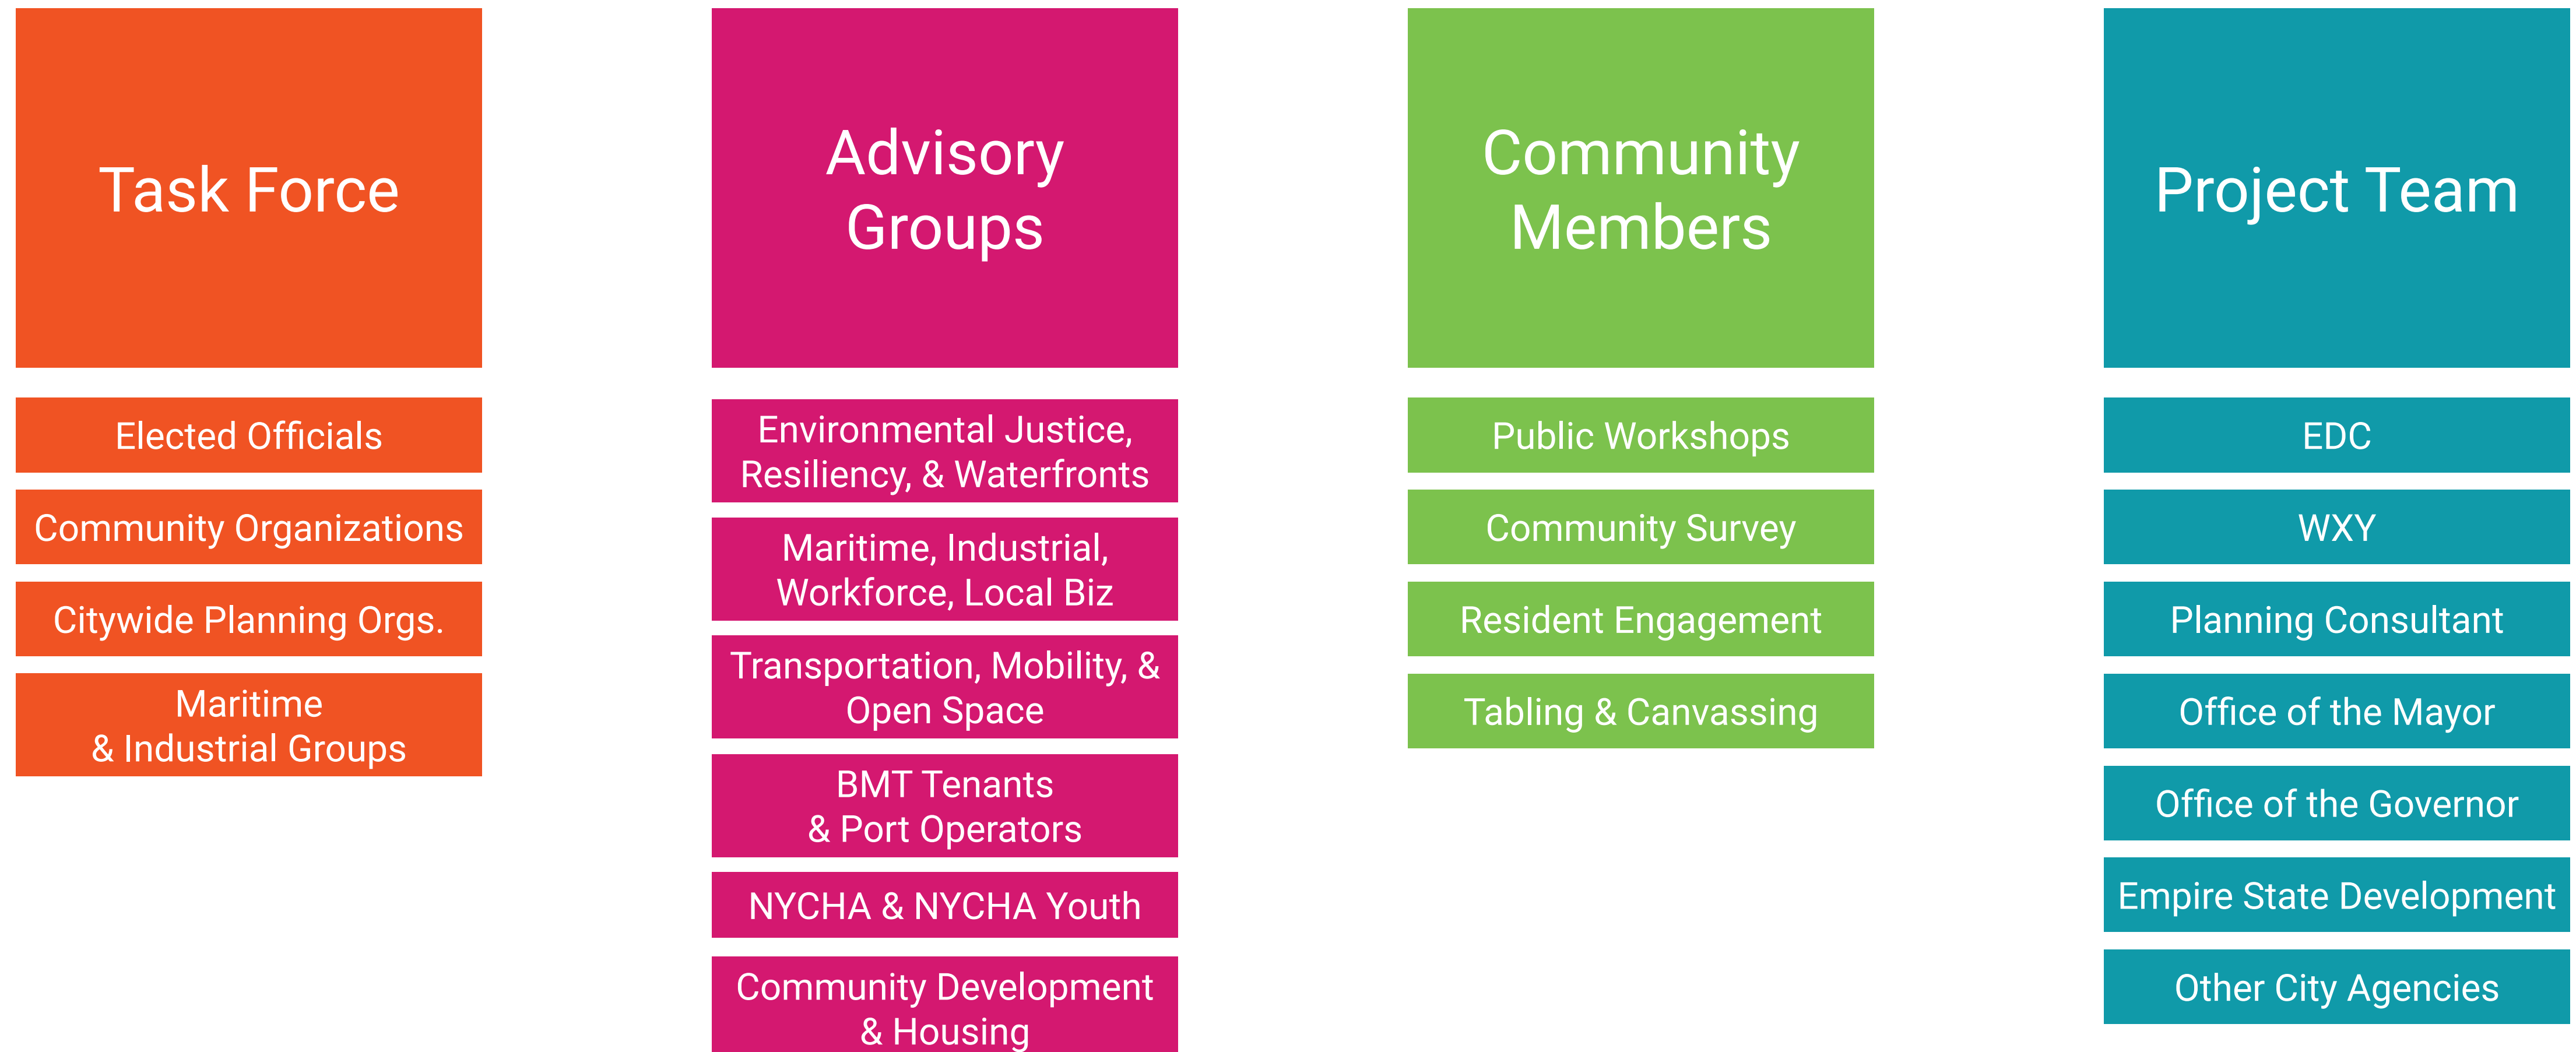 Task Force
Elected Officials
Community Organizations
Citywide Planning Orgs.
Maritime
& Industrial Groups
Advisory
Groups
Environmental Justice,
Resiliency, & Waterfronts
Maritime, Industrial,
Workforce, Local Biz
Transportation, Mobility, &
Open Space
BMT Tenants
& Port Operators
NYCHA & NYCHA Youth
Community Development
& Housing
Community
Members
Public Workshops
Community Survey
Resident Engagement
Tabling & Canvassing
Project Team
EDC
WXY
Planning Consultant
Office of the Mayor
Office of the Governor
Empire State Development
Other City Agencies